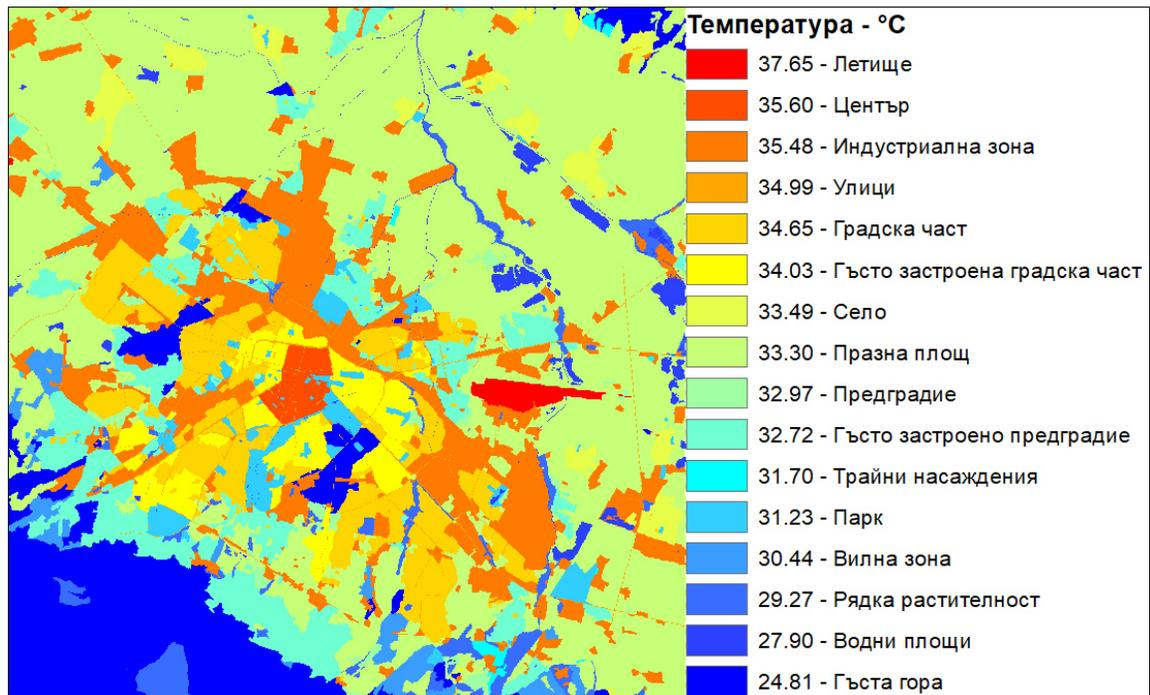 Температура - °C
37.65 - Летище
35.60 - Център
35.48 - Индустриална зона
34.99 - Улици
34.65 - Градска част
34.03 - Гъсто застроена градска част
33.49 - Село
33.30 - Празна площ
32.97 - Предградие
32.72 - Гъсто застроено предградие
31.70 - Трайни насаждения
31.23 - Парк
30.44 - Вилна зона
29.27 - Рядка растителност
27.90 - Водни площи
24.81 - Гъста гора